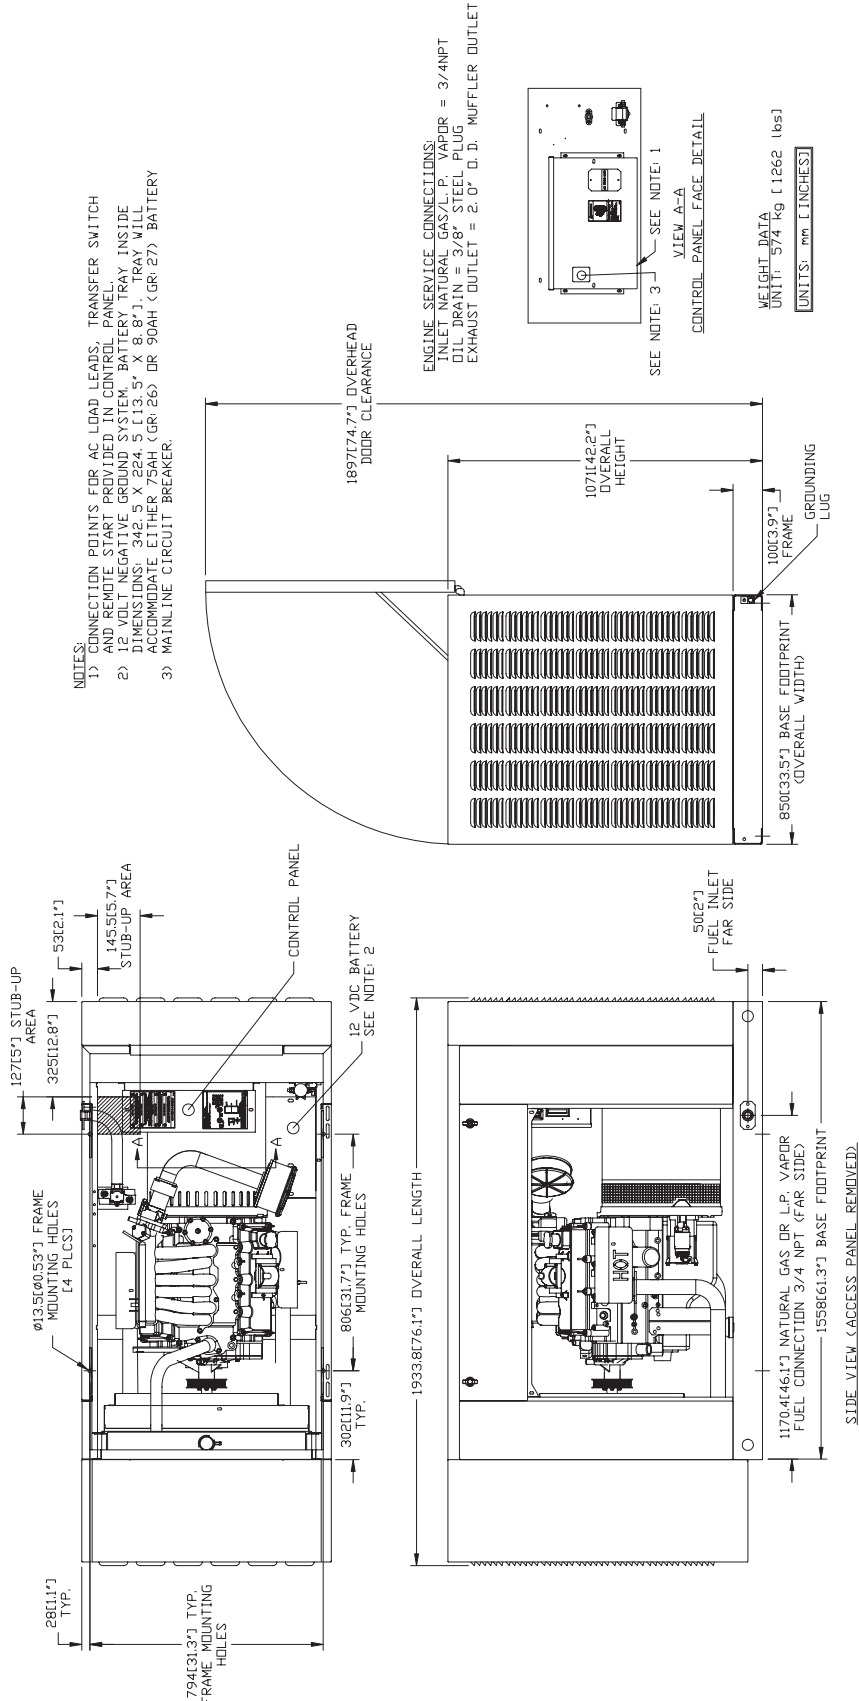 NOTES:
1) CONNECTION POINTS FOR AC LOAD LEADS, TRANSFER SWITCH
AND REMOTE START PROVIDED IN CONTROL PANEL.
2) 12 VOLT NEGATIVE GROUND SYSTEM. BATTERY TRAY INSIDE
DIMENSIONS: 342.5 X 224.5 [13.5" X 8.8"]. TRAY WILL
ACCOMMODATE EITHER 75AH (GR:26) OR 90AH (GR:27) BATTERY
3) MAINLINE CIRCUIT BREAKER.
ENGINE SERVICE CONNECTIONS:
INLET NATURAL GAS/L.P. VAPOR = 3/4NPT
OIL DRAIN = 3/8" STEEL PLUG
EXHAUST OUTLET = 2.0" O.D. MUFFLER OUTLET
SEE NOTE: 3
SEE NOTE: 1
VIEW A-A
CONTROL PANEL FACE DETAIL
WEIGHT DATA
UNIT: 574 kg [1262 lbs]
UNITS: mm [INCHES]
1897[74.7"] OVERHEAD
DOOR CLEARANCE
1071[42.2"]
OVERALL
HEIGHT
100[3.9"]
FRAME
GROUNDING
LUG
850[33.5"] BASE FOOTPRINT
(OVERALL WIDTH)
28[1.1"]
TYP.
794[31.3"] TYP.
FRAME MOUNTING
HOLES
Ø13.5[Ø0.53"] FRAME
MOUNTING HOLES
[4 PLCS]
127[5"] STUB-UP
AREA
325[12.8"]
53[2.1"]
145.5[5.7"]
STUB-UP AREA
A
A
302[11.9"]
TYP.
806[31.7"] TYP. FRAME
MOUNTING HOLES
CONTROL PANEL
12 VDC BATTERY
SEE NOTE: 2
1933.8[76.1"] OVERALL LENGTH
HOT
50[2"]
FUEL INLET
FAR SIDE
1170.4[46.1"] NATURAL GAS OR L.P. VAPOR
FUEL CONNECTION 3/4 NPT (FAR SIDE)
1558[61.3"] BASE FOOTPRINT
SIDE VIEW (ACCESS PANEL REMOVED)